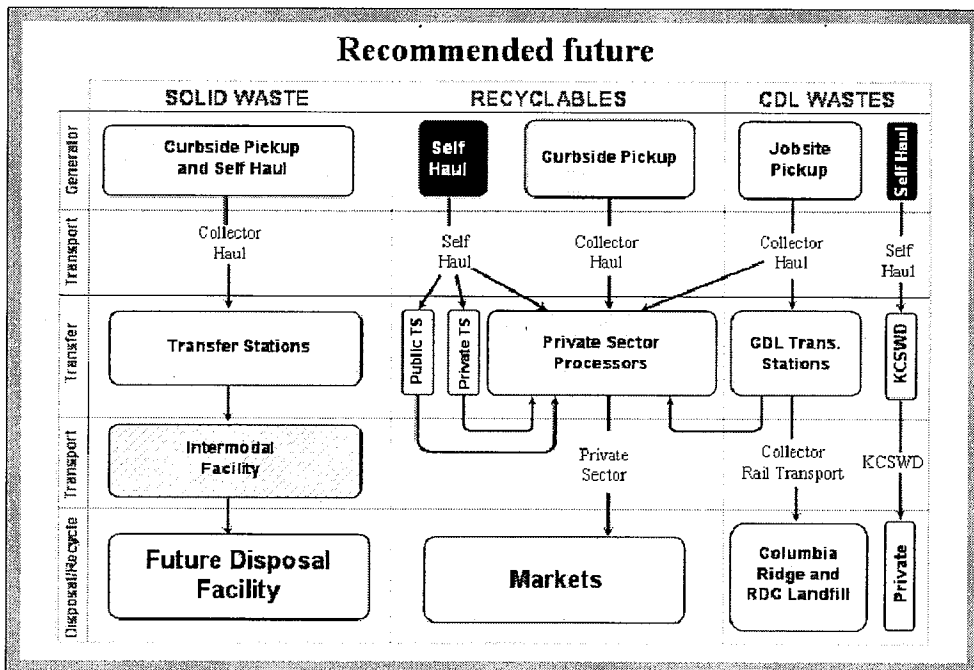 Recommended future
SOLID WASTE
RECYCLABLES
CDL WASTES
Generator
Curbside Pickup
and Self Haul
Self
Haul
Curbside Pickup
Jobsite
Pickup
Self Haul
Transport
Collector
Haul
Self
Haul
Collector
Haul
Collector
Haul
Self
Haul
Transfer
Transfer Stations
Public TS
Private TS
Private Sector
Processors
CDL Trans.
Stations
KCSWD
Transport
Intermodal
Facility
Private
Sector
Collector
Rail Transport
KCSWD
Disposal/Recycle
Future Disposal
Facility
Markets
Columbia
Ridge and
RDC Landfill
Private